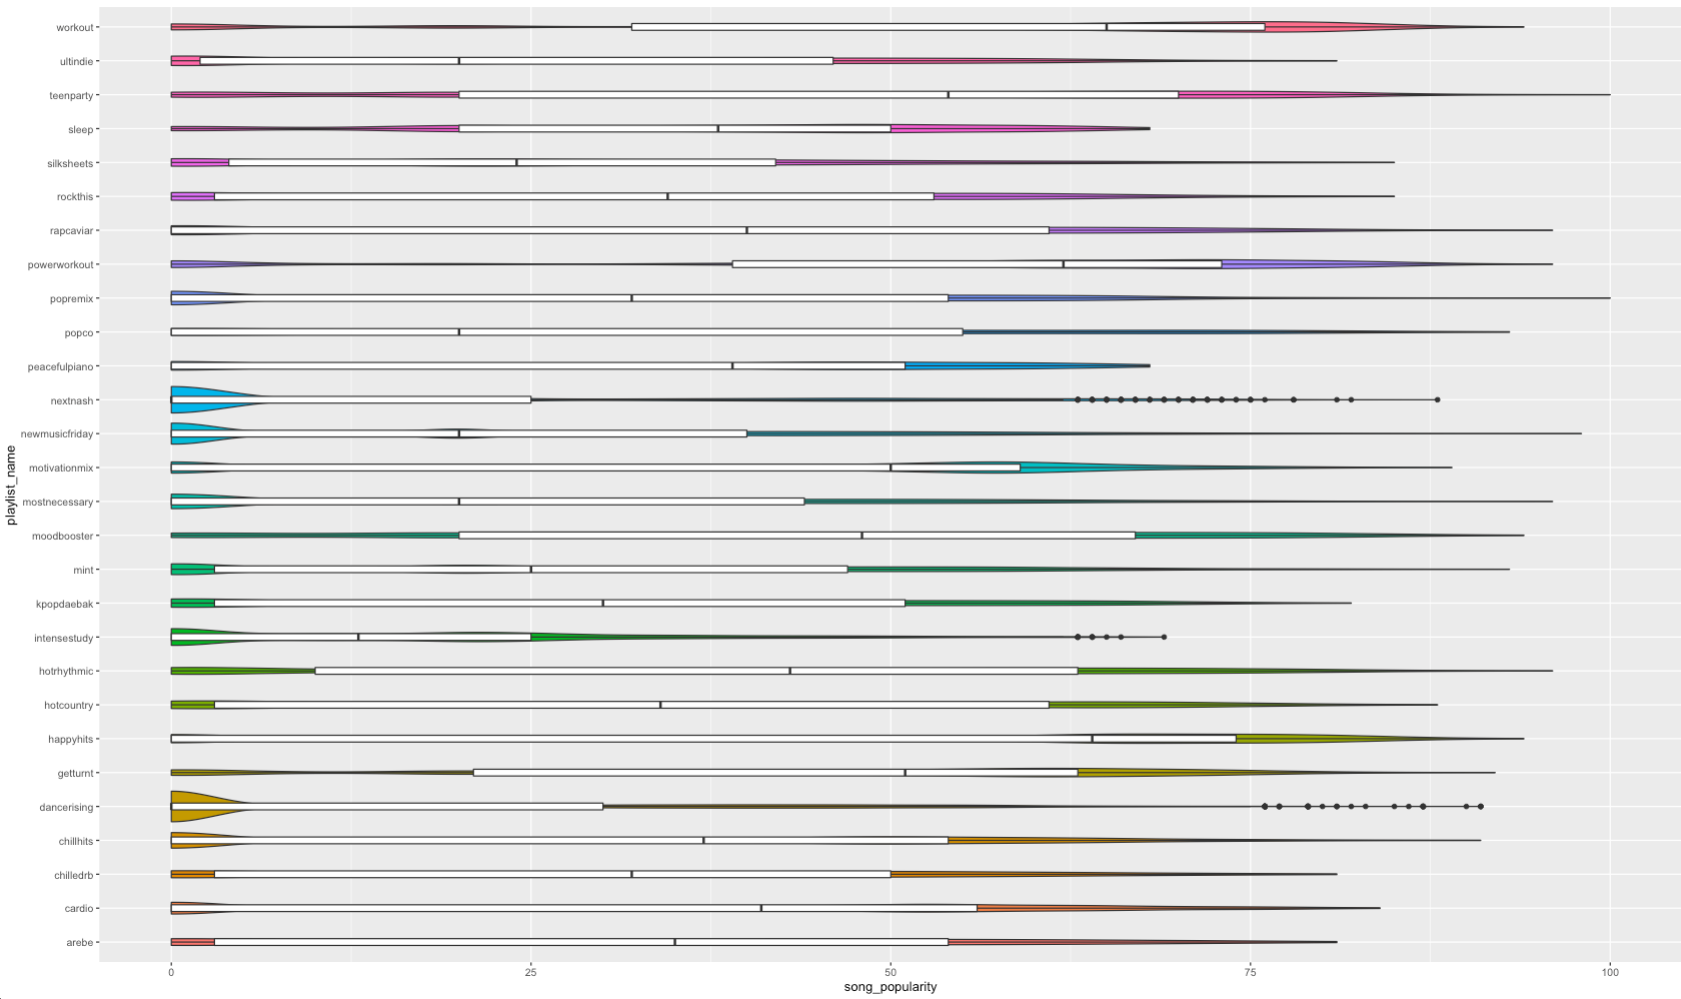 workout
ultindie
teenparty
sleep
silksheets
rockthis
rapcaviar
powerworkout
popremix
popco
peacefulpiano
nextnash
newmusicfriday
motivationmix
mostnecessary
moodbooster
mint
kpopdaebak
intensestudy
hotrhythmic
hotcountry
happyhits
getturnt
dancerising
chillhits
chilledrb
cardio
arebe
playlist_name
0 25 50 75 100
song_popularity